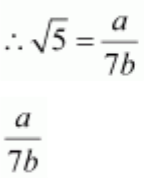 ∴ √5 = a/7b
a/7b